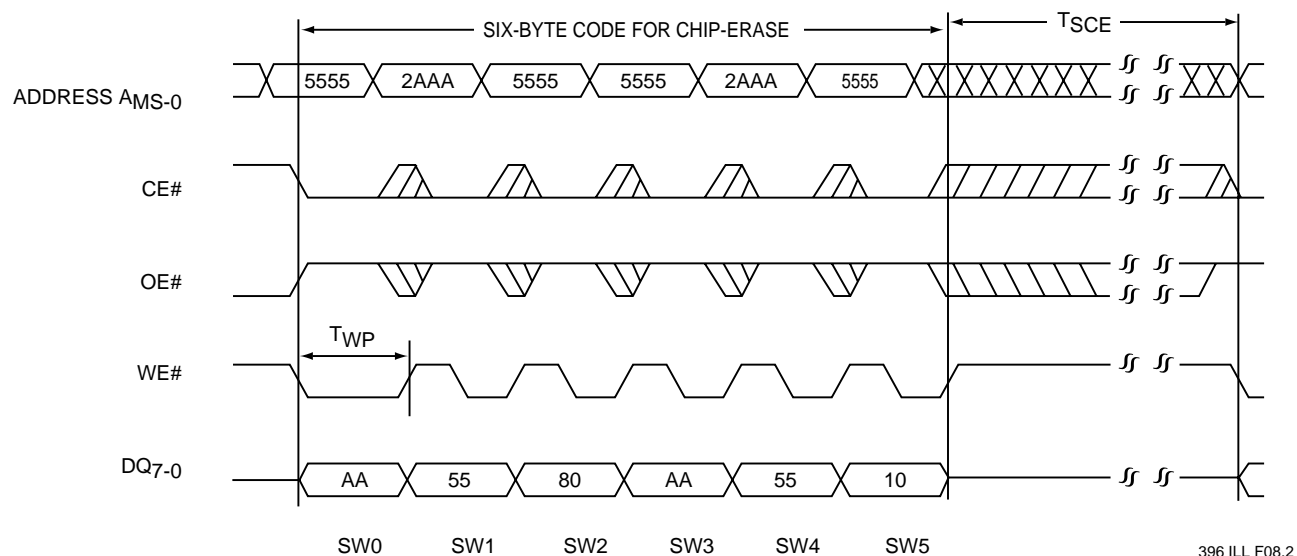 SIX-BYTE CODE FOR CHIP-ERASE
TSCE
ADDRESS AMS-0
5555 2AAA 5555 5555 2AAA 5555
CE#
OE#
TWP
WE#
DQ7-0
AA 55 80 AA 55 10
SW0 SW1 SW2 SW3 SW4 SW5
396 ILL F08.2